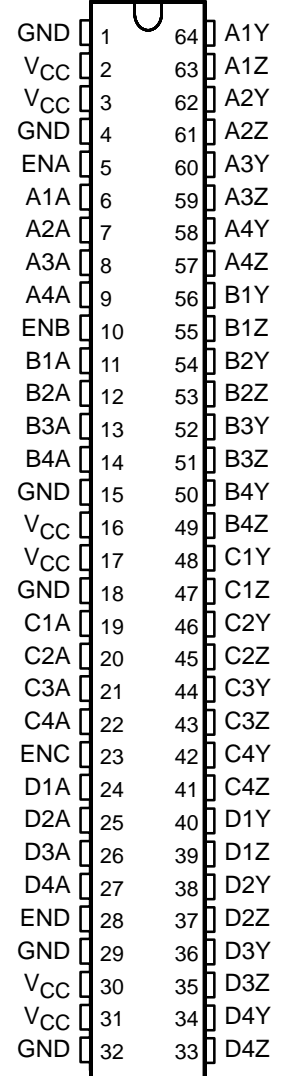 GND 1 64 A1Y
VCC 2 63 A1Z
VCC 3 62 A2Y
GND 4 61 A2Z
ENA 5 60 A3Y
A1A 6 59 A3Z
A2A 7 58 A4Y
A3A 8 57 A4Z
A4A 9 56 B1Y
ENB 10 55 B1Z
B1A 11 54 B2Y
B2A 12 53 B2Z
B3A 13 52 B3Y
B4A 14 51 B3Z
GND 15 50 B4Y
VCC 16 49 B4Z
VCC 17 48 C1Y
GND 18 47 C1Z
C1A 19 46 C2Y
C2A 20 45 C2Z
C3A 21 44 C3Y
C4A 22 43 C3Z
ENC 23 42 C4Y
D1A 24 41 C4Z
D2A 25 40 D1Y
D3A 26 39 D1Z
D4A 27 38 D2Y
END 28 37 D2Z
GND 29 36 D3Y
VCC 30 35 D3Z
VCC 31 34 D4Y
GND 32 33 D4Z